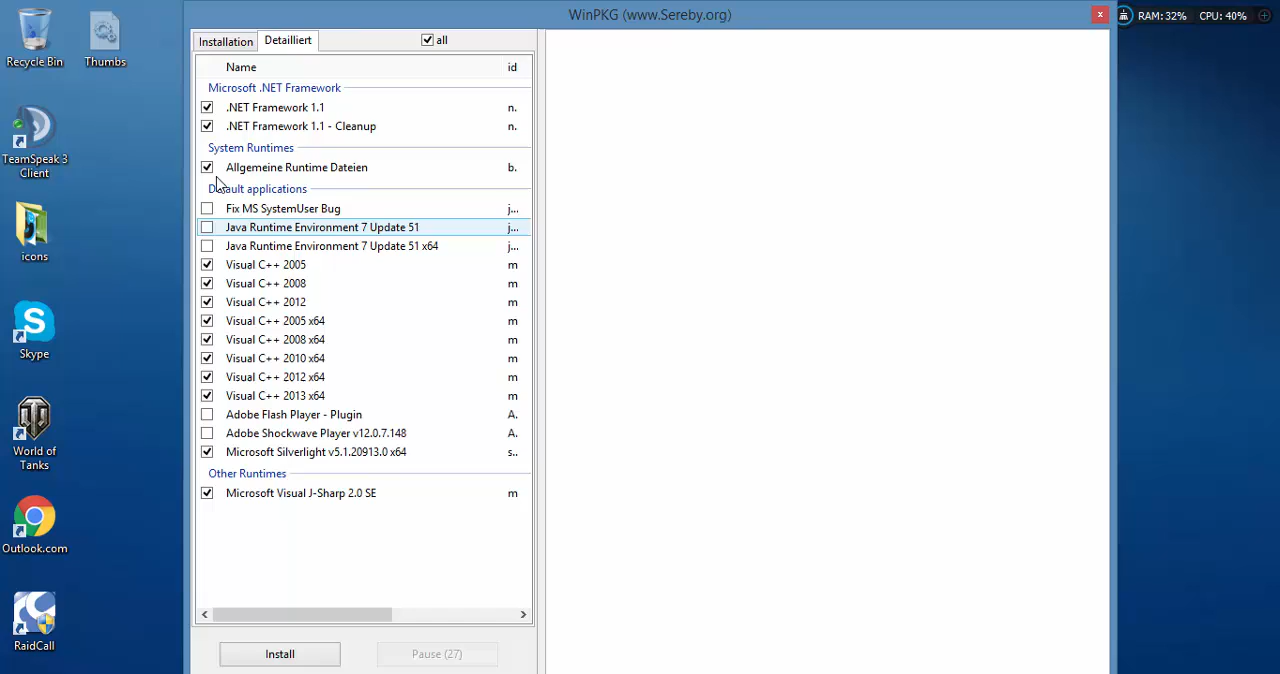 WinPKG (www.Sereby.org)
x
RAM: 32% CPU: 40%
Recycle Bin
Thumbs
TeamSpeak 3
Client
icons
Skype
World of
Tanks
Outlook.com
RaidCall
Installation
Detailliert
all
Name id
Microsoft .NET Framework
.NET Framework 1.1 n.
.NET Framework 1.1 - Cleanup n.
System Runtimes
Allgemeine Runtime Dateien b.
Default applications
Fix MS SystemUser Bug j...
Java Runtime Environment 7 Update 51 j...
Java Runtime Environment 7 Update 51 x64 j...
Visual C++ 2005 m
Visual C++ 2008 m
Visual C++ 2012 m
Visual C++ 2005 x64 m
Visual C++ 2008 x64 m
Visual C++ 2010 x64 m
Visual C++ 2012 x64 m
Visual C++ 2013 x64 m
Adobe Flash Player - Plugin A.
Adobe Shockwave Player v12.0.7.148 A.
Microsoft Silverlight v5.1.20913.0 x64 s..
Other Runtimes
Microsoft Visual J-Sharp 2.0 SE m
Install
Pause (27)